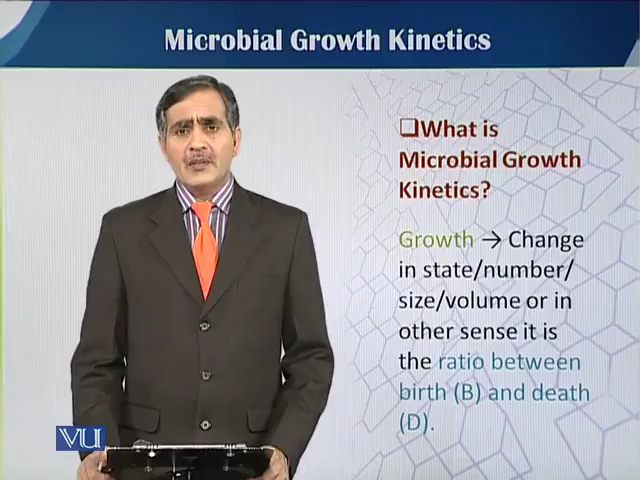 Microbial Growth Kinetics
❑What is
Microbial Growth
Kinetics?
Growth → Change
in state/number/
size/volume or in
other sense it is
the ratio between
birth (B) and death
(D).
VU